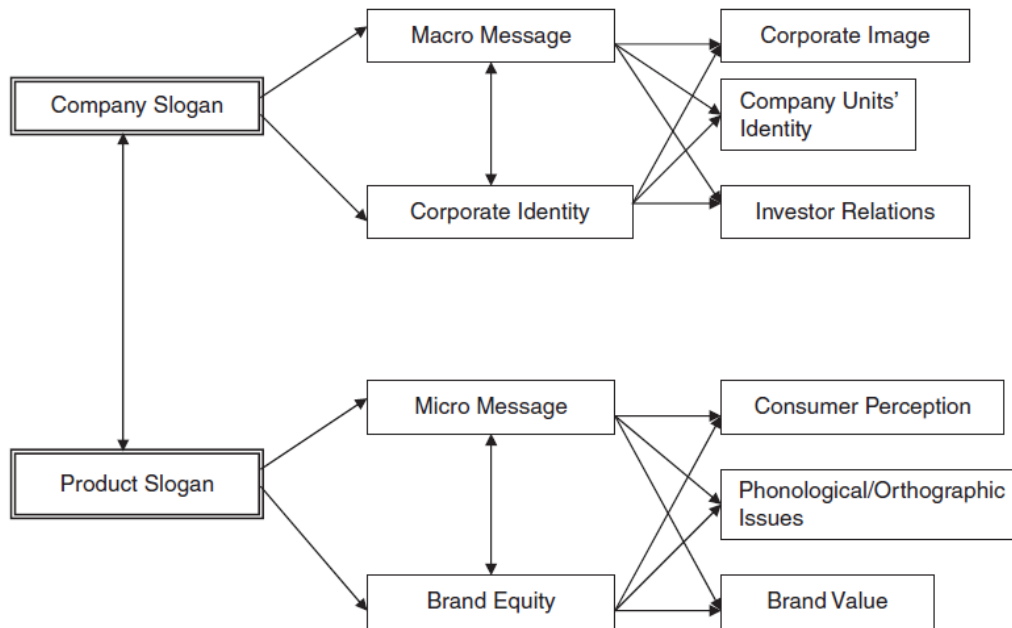 Macro Message
Corporate Image
Company Slogan
Company Units’
Identity
Corporate Identity
Investor Relations
Micro Message
Consumer Perception
Product Slogan
Phonological/Orthographic
Issues
Brand Equity
Brand Value